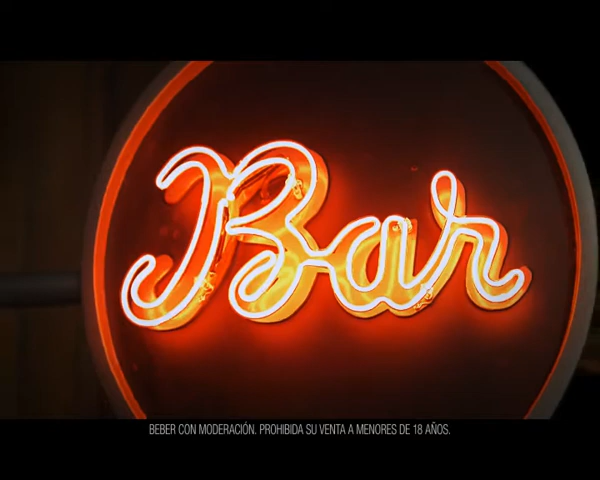 Bar
BEBER CON MODERACIÓN. PROHIBIDA SU VENTA A MENORES DE 18 AÑOS.